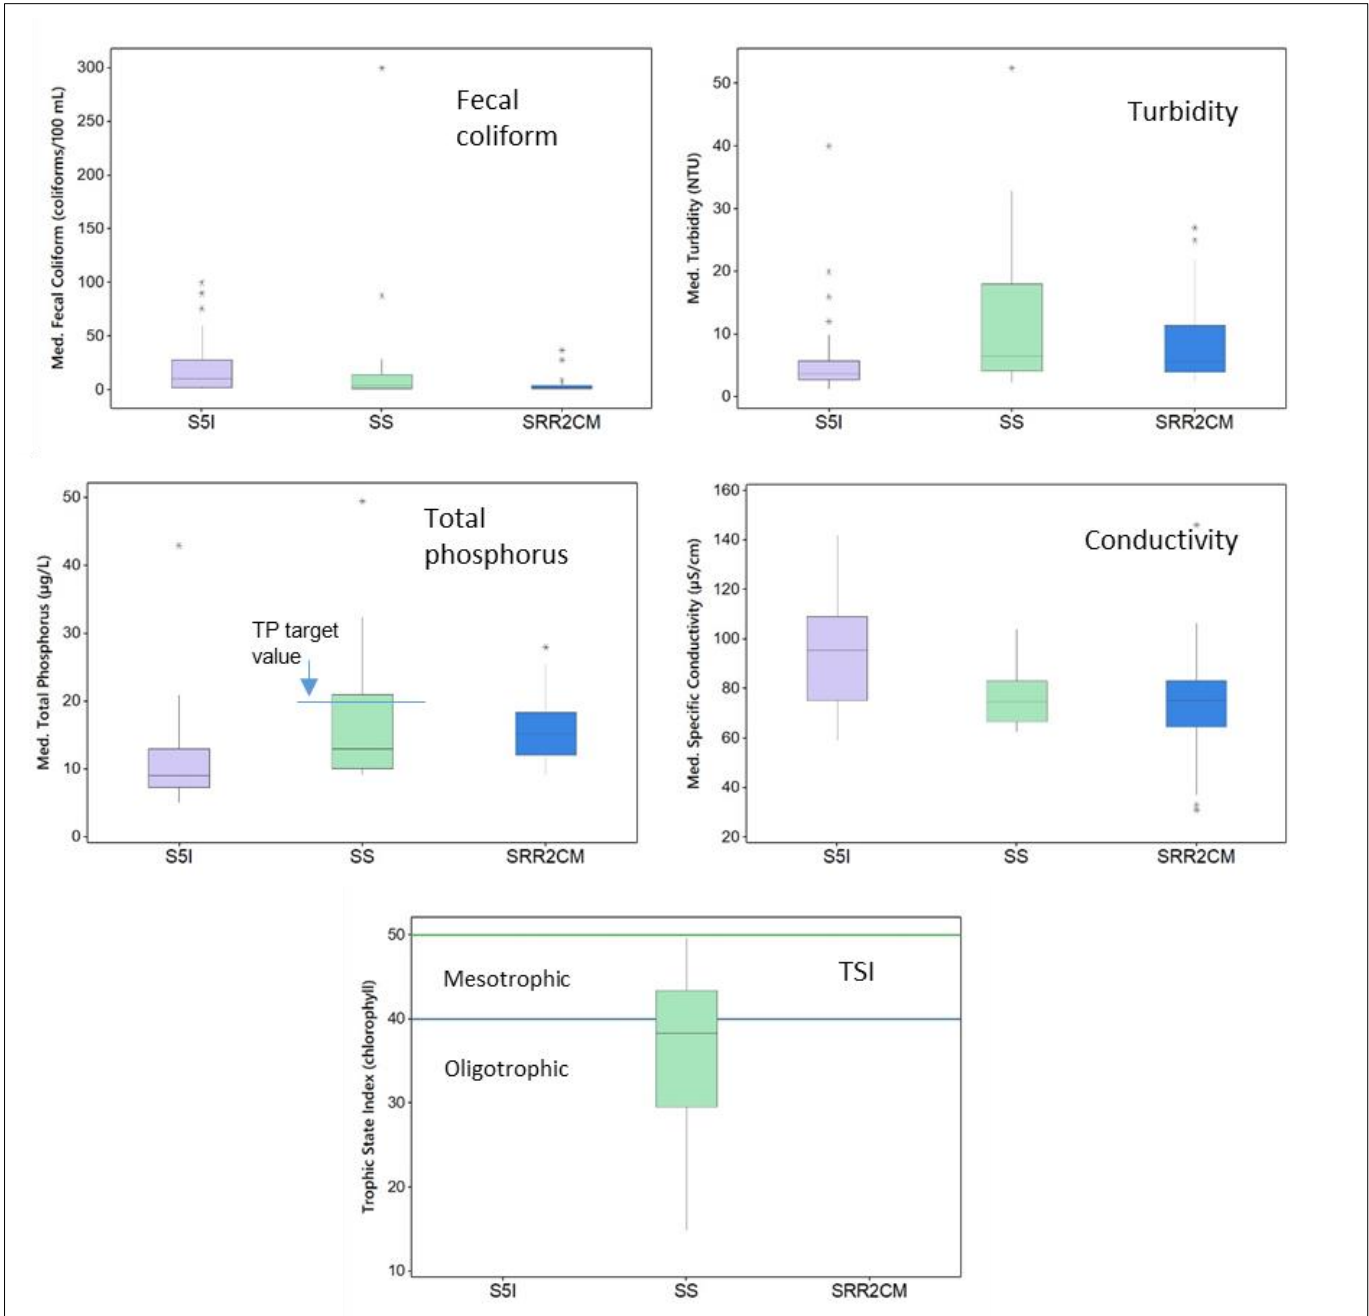 Fecal
coliform
Med. Fecal Coliform (coliforms/100 mL)
300
250
200
150
100
50
0
S5I SS SRR2CM
Turbidity
Med. Turbidity (NTU)
50
40
30
20
10
0
S5I SS SRR2CM
Total
phosphorus
Med. Total Phosphorus (µg/L)
TP target
value
50
40
30
20
10
0
S5I SS SRR2CM
Conductivity
Med. Specific Conductivity (µS/cm)
160
140
120
100
80
60
40
20
S5I SS SRR2CM
TSI
Trophic State Index (chlorophyll)
Mesotrophic
Oligotrophic
50
40
30
20
10
S5I SS SRR2CM